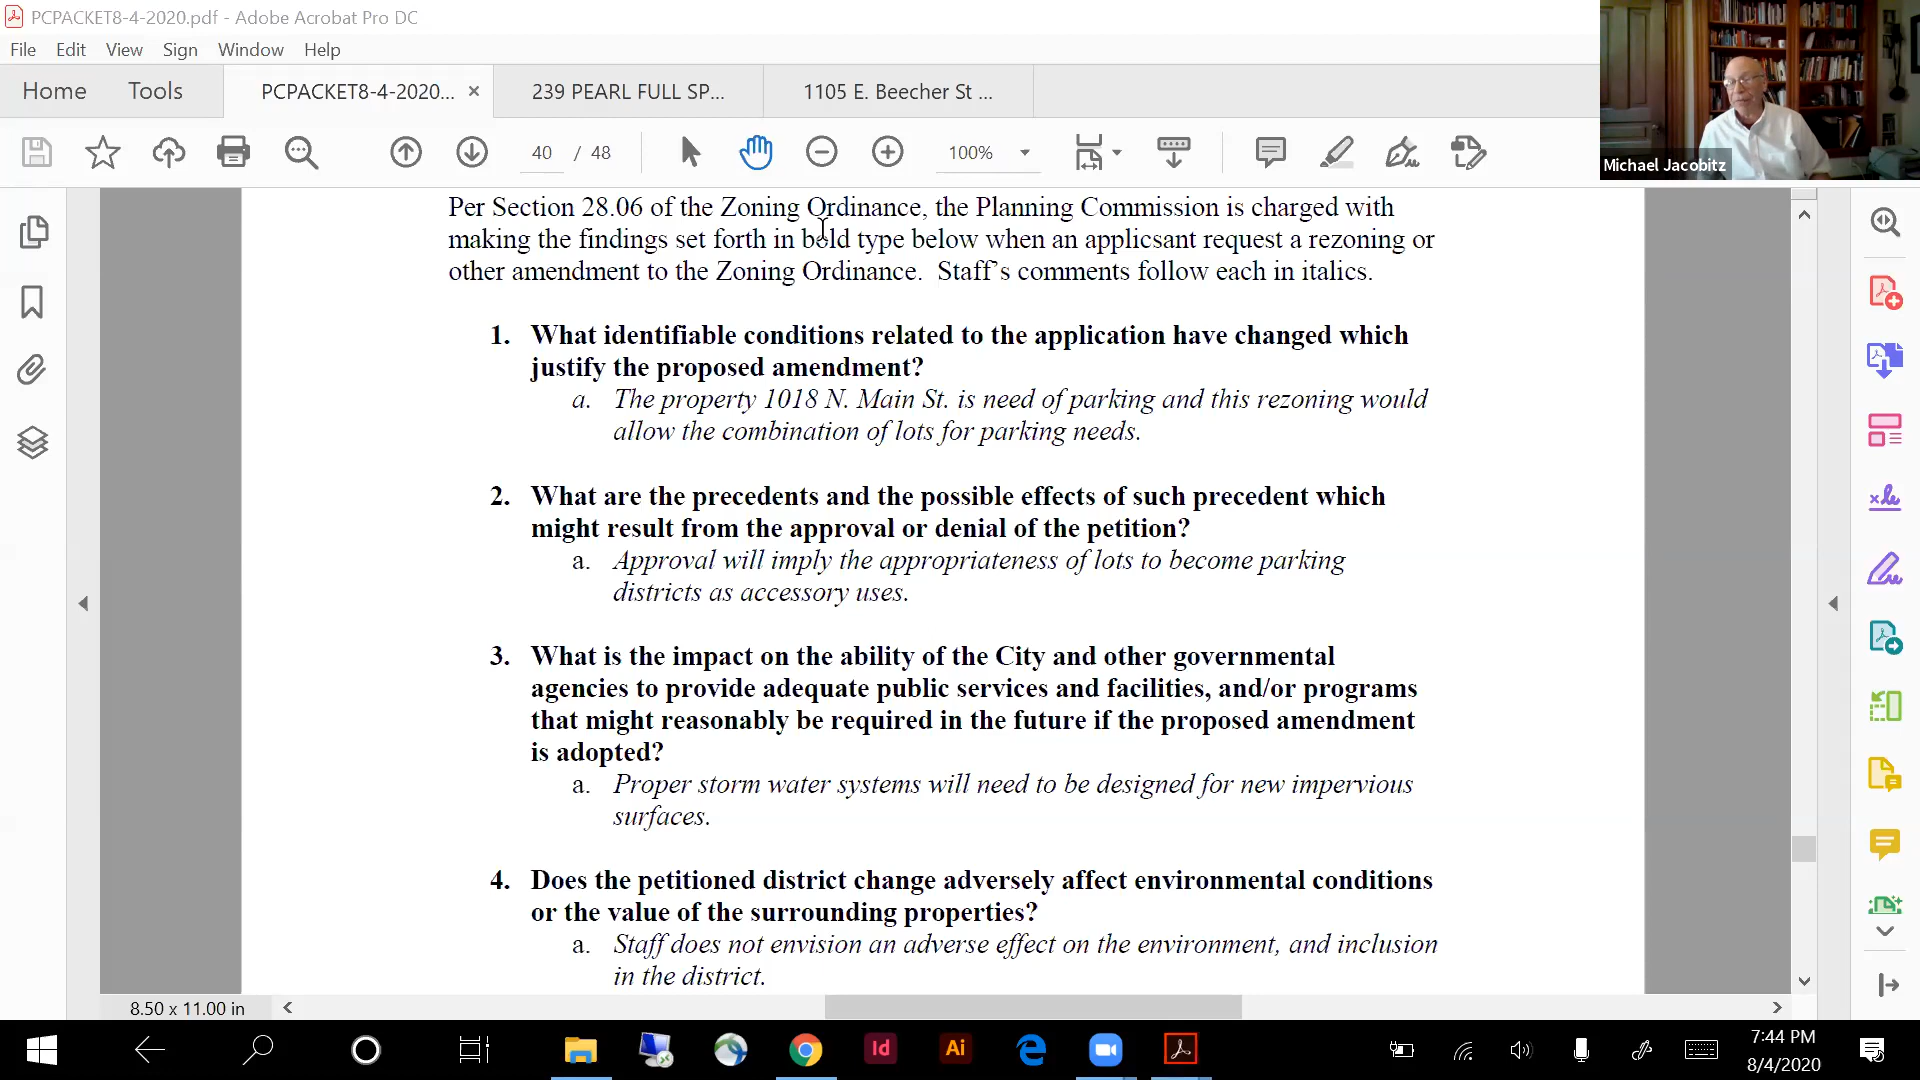 PCPACKET8-4-2020.pdf - Adobe Acrobat Pro DC
File Edit View Sign Window Help
Home Tools PCPACKET8-4-2020... × 239 PEARL FULL SP... 1105 E. Beecher St ...
40 / 48 100%
Michael Jacobitz
Per Section 28.06 of the Zoning Ordinance, the Planning Commission is charged with
making the findings set forth in bold type below when an applicsant request a rezoning or
other amendment to the Zoning Ordinance. Staff's comments follow each in italics.
1. What identifiable conditions related to the application have changed which
justify the proposed amendment?
a. The property 1018 N. Main St. is need of parking and this rezoning would
allow the combination of lots for parking needs.
2. What are the precedents and the possible effects of such precedent which
might result from the approval or denial of the petition?
a. Approval will imply the appropriateness of lots to become parking
districts as accessory uses.
3. What is the impact on the ability of the City and other governmental
agencies to provide adequate public services and facilities, and/or programs
that might reasonably be required in the future if the proposed amendment
is adopted?
a. Proper storm water systems will need to be designed for new impervious
surfaces.
4. Does the petitioned district change adversely affect environmental conditions
or the value of the surrounding properties?
a. Staff does not envision an adverse effect on the environment, and inclusion
in the district.
8.50 x 11.00 in
Id Ai
7:44 PM
8/4/2020